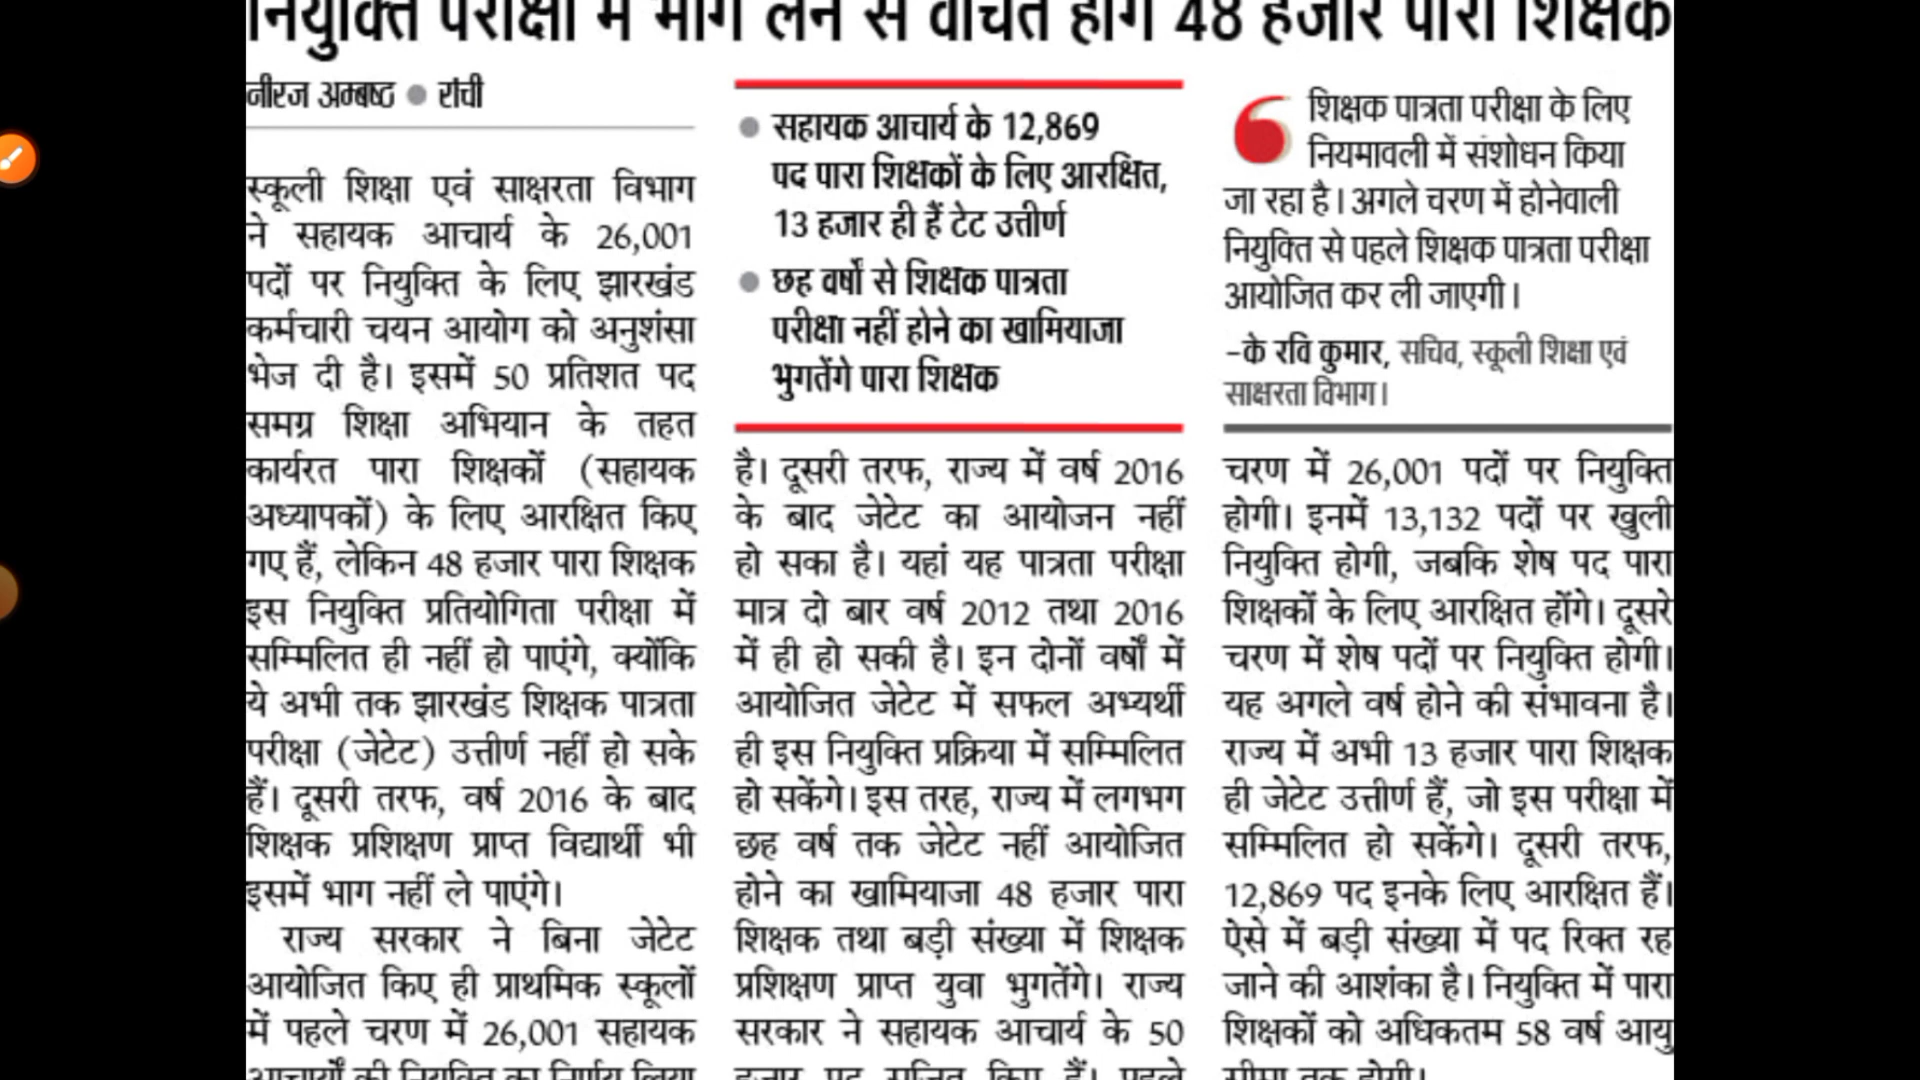 नियुक्ति परीक्षा में भाग लेने से वंचित होंगे 48 हजार पारा शिक्षक
नीरज अम्बष्ठ ● रांची
स्कूली शिक्षा एवं साक्षरता विभाग
ने सहायक आचार्य के 26,001
पदों पर नियुक्ति के लिए झारखंड
कर्मचारी चयन आयोग को अनुशंसा
भेज दी है। इसमें 50 प्रतिशत पद
समग्र शिक्षा अभियान के तहत
कार्यरत पारा शिक्षकों (सहायक
अध्यापकों) के लिए आरक्षित किए
गए हैं, लेकिन 48 हजार पारा शिक्षक
इस नियुक्ति प्रतियोगिता परीक्षा में
सम्मिलित ही नहीं हो पाएंगे, क्योंकि
ये अभी तक झारखंड शिक्षक पात्रता
परीक्षा (जेटेट) उत्तीर्ण नहीं हो सके
हैं। दूसरी तरफ, वर्ष 2016 के बाद
शिक्षक प्रशिक्षण प्राप्त विद्यार्थी भी
इसमें भाग नहीं ले पाएंगे।
राज्य सरकार ने बिना जेटेट
आयोजित किए ही प्राथमिक स्कूलों
में पहले चरण में 26,001 सहायक
आचार्यों की नियुक्ति का निर्णय लिया
● सहायक आचार्य के 12,869
पद पारा शिक्षकों के लिए आरक्षित,
13 हजार ही हैं टेट उत्तीर्ण
● छह वर्षों से शिक्षक पात्रता
परीक्षा नहीं होने का खामियाजा
भुगतेंगे पारा शिक्षक
है। दूसरी तरफ, राज्य में वर्ष 2016
के बाद जेटेट का आयोजन नहीं
हो सका है। यहां यह पात्रता परीक्षा
मात्र दो बार वर्ष 2012 तथा 2016
में ही हो सकी है। इन दोनों वर्षों में
आयोजित जेटेट में सफल अभ्यर्थी
ही इस नियुक्ति प्रक्रिया में सम्मिलित
हो सकेंगे। इस तरह, राज्य में लगभग
छह वर्ष तक जेटेट नहीं आयोजित
होने का खामियाजा 48 हजार पारा
शिक्षक तथा बड़ी संख्या में शिक्षक
प्रशिक्षण प्राप्त युवा भुगतेंगे। राज्य
सरकार ने सहायक आचार्य के 50
हजार पद सृजित किए हैं। पहले
शिक्षक पात्रता परीक्षा के लिए
नियमावली में संशोधन किया
जा रहा है। अगले चरण में होनेवाली
नियुक्ति से पहले शिक्षक पात्रता परीक्षा
आयोजित कर ली जाएगी।
-के रवि कुमार, सचिव, स्कूली शिक्षा एवं
साक्षरता विभाग।
चरण में 26,001 पदों पर नियुक्ति
होगी। इनमें 13,132 पदों पर खुली
नियुक्ति होगी, जबकि शेष पद पारा
शिक्षकों के लिए आरक्षित होंगे। दूसरे
चरण में शेष पदों पर नियुक्ति होगी।
यह अगले वर्ष होने की संभावना है।
राज्य में अभी 13 हजार पारा शिक्षक
ही जेटेट उत्तीर्ण हैं, जो इस परीक्षा में
सम्मिलित हो सकेंगे। दूसरी तरफ,
12,869 पद इनके लिए आरक्षित हैं।
ऐसे में बड़ी संख्या में पद रिक्त रह
जाने की आशंका है। नियुक्ति में पारा
शिक्षकों को अधिकतम 58 वर्ष आयु
सीमा तक होगी।